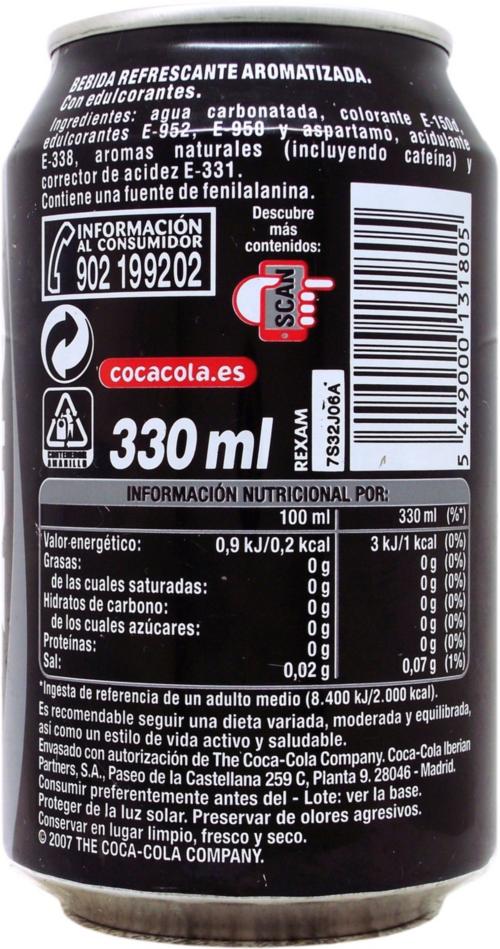 BEBIDA REFRESCANTE AROMATIZADA.
Con edulcorantes.
Ingredientes: agua carbonatada, colorante E-150d,
edulcorantes E-952, E-950 y aspartamo, acidulante
E-338, aromas naturales (incluyendo cafeína) y
corrector de acidez E-331.
Contiene una fuente de fenilalanina.
INFORMACIÓN
AL CONSUMIDOR
902 199202
Descubre
más
contenidos:
SCAN
cocacola.es
CONTENEDOR
AMARILLO
330 ml
REXAM
7S32J06A
5 449000 131805
INFORMACIÓN NUTRICIONAL POR:
100 ml 330 ml (%*)
Valor energético: 0,9 kJ/0,2 kcal 3 kJ/1 kcal (0%)
Grasas: 0 g 0 g (0%)
de las cuales saturadas: 0 g 0 g (0%)
Hidratos de carbono: 0 g 0 g (0%)
de los cuales azúcares: 0 g 0 g (0%)
Proteínas: 0 g 0 g (0%)
Sal: 0,02 g 0,07 g (1%)
*Ingesta de referencia de un adulto medio (8.400 kJ/2.000 kcal).
Es recomendable seguir una dieta variada, moderada y equilibrada,
así como un estilo de vida activo y saludable.
Envasado con autorización de The Coca-Cola Company. Coca-Cola Iberian
Partners, S.A., Paseo de la Castellana 259 C, Planta 9. 28046 - Madrid.
Consumir preferentemente antes del - Lote: ver la base.
Proteger de la luz solar. Preservar de olores agresivos.
Conservar en lugar limpio, fresco y seco.
© 2007 THE COCA-COLA COMPANY.